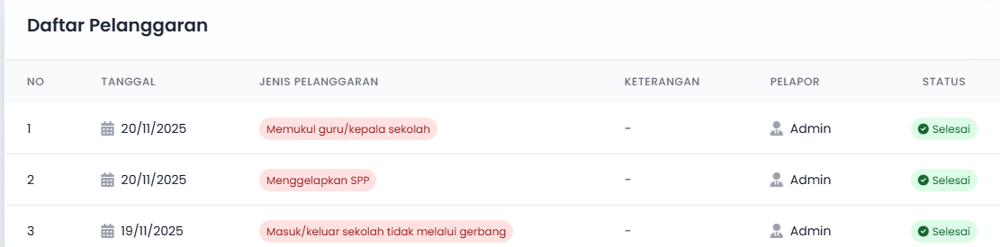 Daftar Pelanggaran
NO TANGGAL JENIS PELANGGARAN KETERANGAN PELAPOR STATUS
1 20/11/2025 Memukul guru/kepala sekolah - Admin Selesai
2 20/11/2025 Menggelapkan SPP - Admin Selesai
3 19/11/2025 Masuk/keluar sekolah tidak melalui gerbang - Admin Selesai